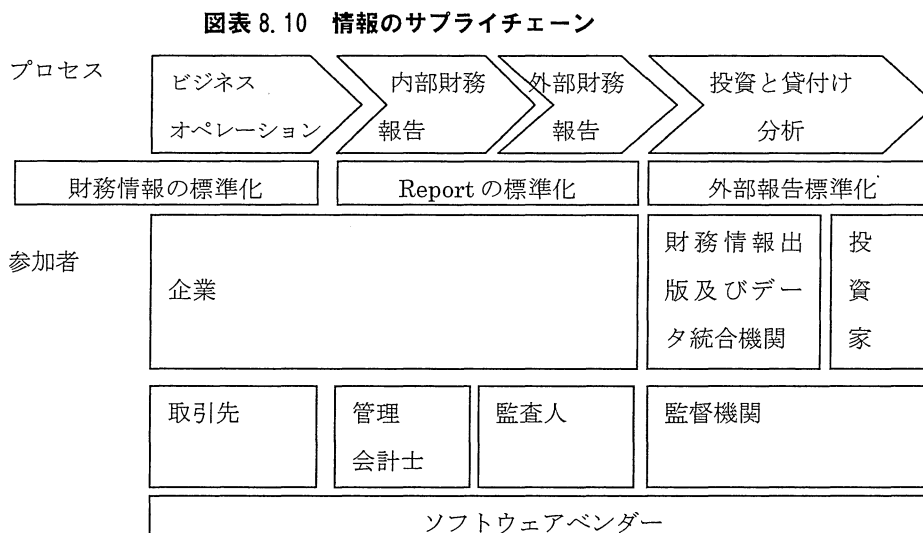 図表 8.10 情報のサプライチェーン
プロセス
ビジネス
オペレーション
内部財務
報告
外部財務
報告
投資と貸付け
分析
財務情報の標準化
Reportの標準化
外部報告標準化
参加者
企業
財務情報出
版及びデー
タ統合機関
投
資
家
取引先
管理
会計士
監査人
監督機関
ソフトウェアベンダー